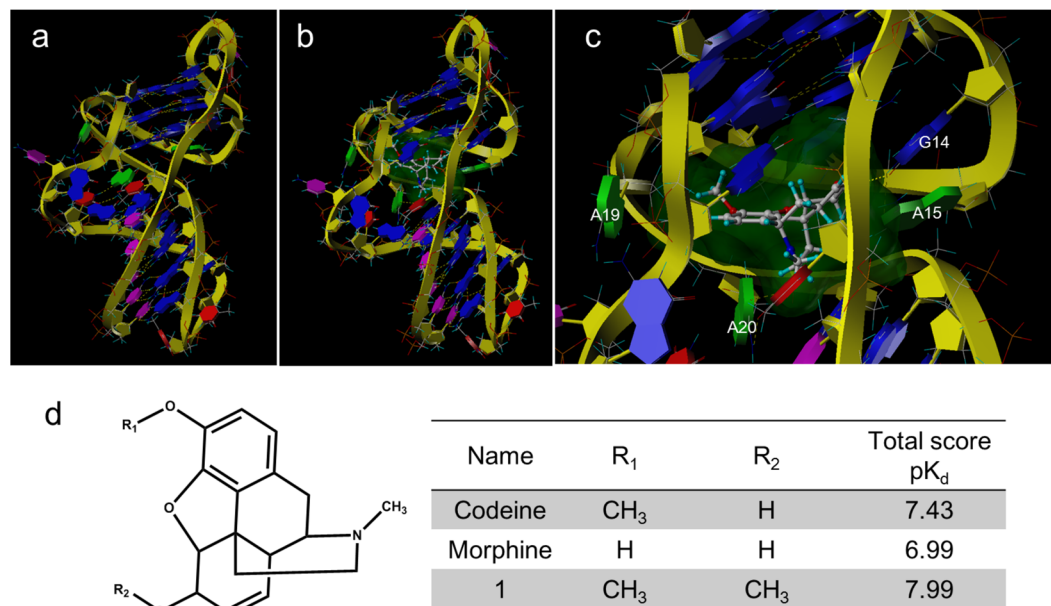 a
b
c
G14
A19
A15
A20
d
R1
O
O
N
CH3
R2
Name R1 R2 Total score pKd
Codeine CH3 H 7.43
Morphine H H 6.99
1 CH3 CH3 7.99